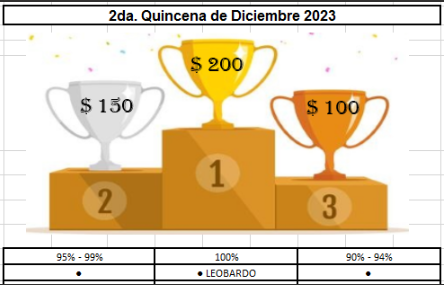 2da. Quincena de Diciembre 2023
$ 200
$ 150
$ 100
1
2
3
95% - 99% 100% 90% - 94%
● ● LEOBARDO ●